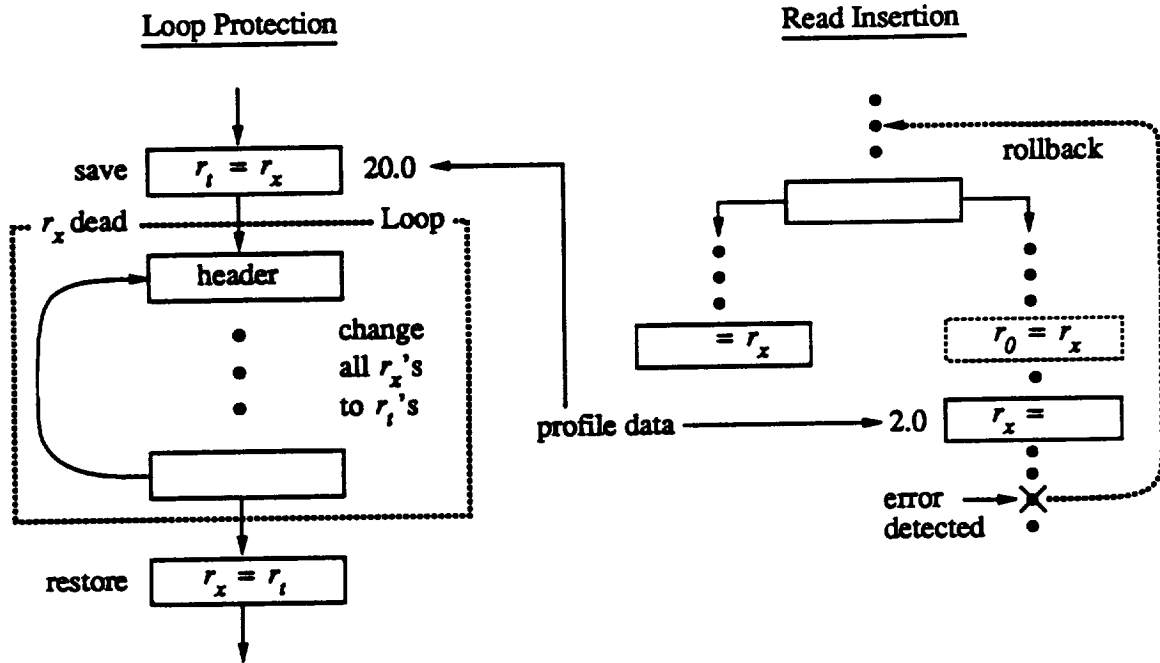 Loop Protection
save
r_t = r_x
20.0
r_x dead
Loop
header
change
all r_x's
to r_t's
restore
r_x = r_t
profile data
Read Insertion
rollback
= r_x
r_0 = r_x
2.0
r_x =
error
detected